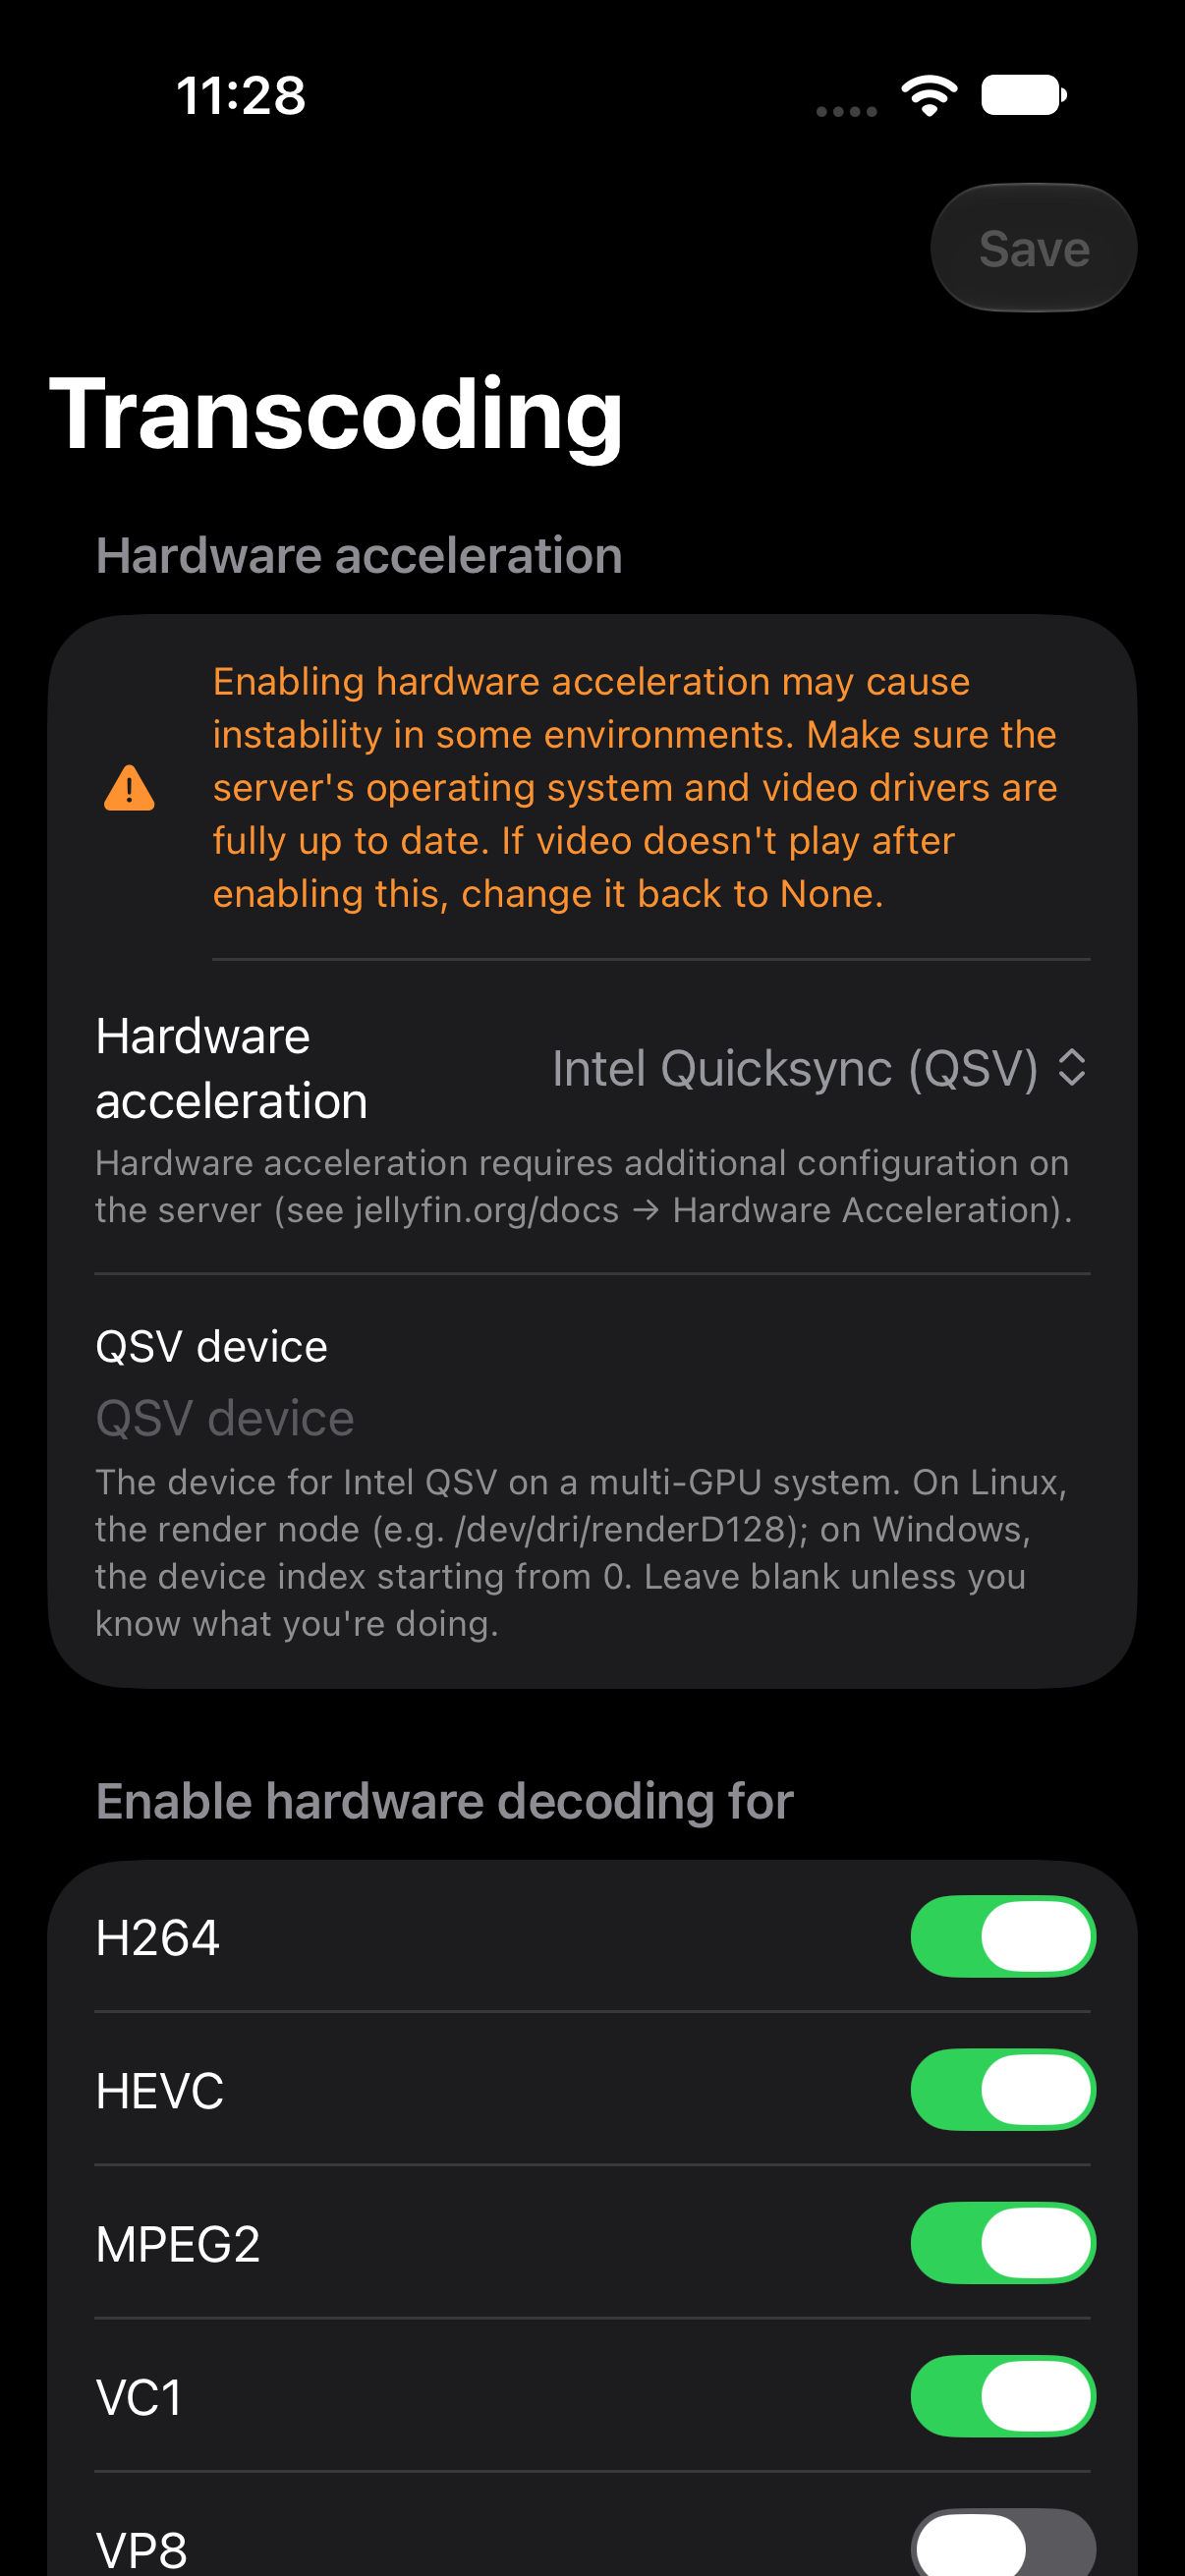 11:28
Save
Transcoding
Hardware acceleration
Enabling hardware acceleration may cause
instability in some environments. Make sure the
server's operating system and video drivers are
fully up to date. If video doesn't play after
enabling this, change it back to None.
Hardware
acceleration
Intel Quicksync (QSV)
Hardware acceleration requires additional configuration on
the server (see jellyfin.org/docs → Hardware Acceleration).
QSV device
QSV device
The device for Intel QSV on a multi-GPU system. On Linux,
the render node (e.g. /dev/dri/renderD128); on Windows,
the device index starting from 0. Leave blank unless you
know what you're doing.
Enable hardware decoding for
H264
HEVC
MPEG2
VC1
VP8